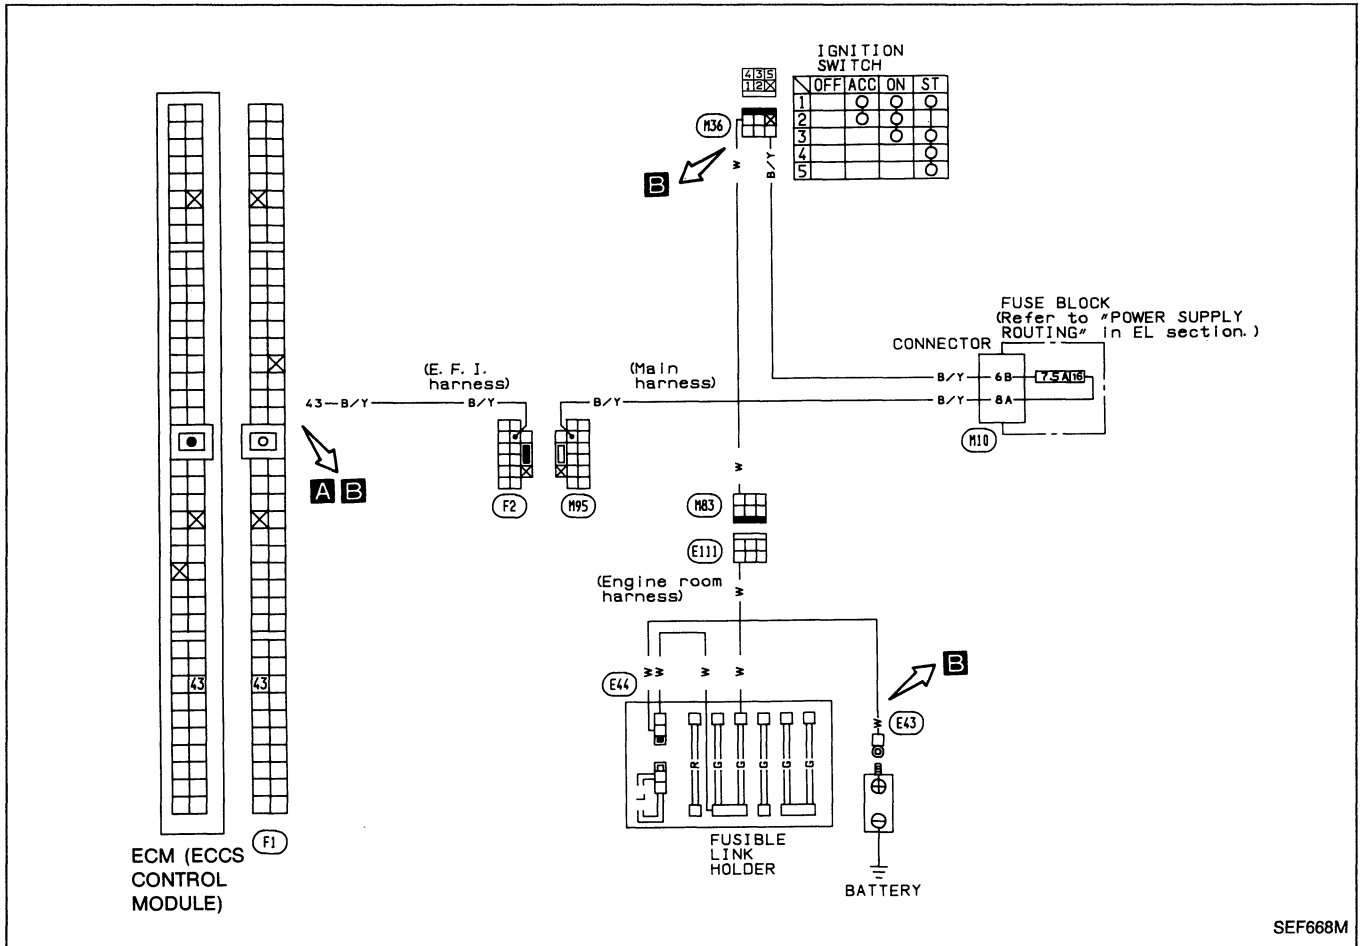 IGNITION
SWITCH
4 3 5
1 2
OFF ACC ON ST
1
2
3
4
5
M36
B
W
B/Y
FUSE BLOCK
(Refer to "POWER SUPPLY
ROUTING" in EL section.)
CONNECTOR
(E. F. I.
harness)
(Main
harness)
B/Y 6B 7.5A 16
43 B/Y B/Y B/Y B/Y 8A
M10
A B
W
F2 M95 M83
E111
(Engine room
harness)
W
B
W W W W
E44
43 43
W E43
R G G G G G
L
FUSIBLE
LINK
HOLDER
F1
ECM (ECCS
CONTROL
MODULE)
BATTERY
SEF668M